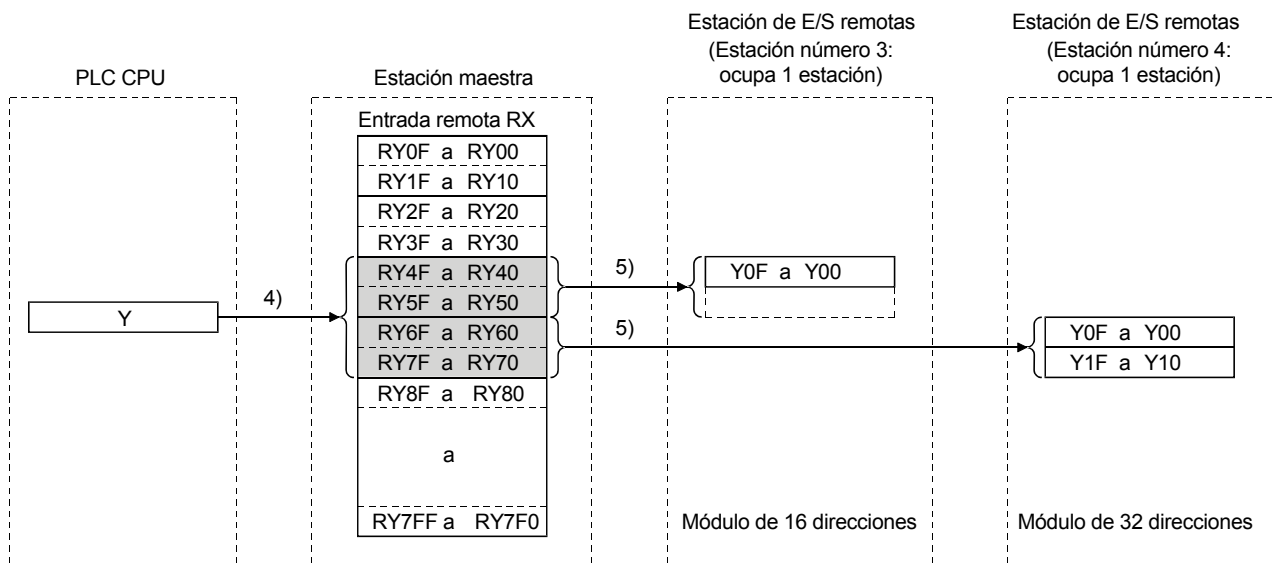 PLC CPU
Estación maestra
Estación de E/S remotas
(Estación número 3:
ocupa 1 estación)
Estación de E/S remotas
(Estación número 4:
ocupa 1 estación)
Entrada remota RX
RY0F a RY00
RY1F a RY10
RY2F a RY20
RY3F a RY30
RY4F a RY40
RY5F a RY50
RY6F a RY60
RY7F a RY70
RY8F a RY80
a
RY7FF a RY7F0
Y
4)
5)
5)
Y0F a Y00
Y0F a Y00
Y1F a Y10
Módulo de 16 direcciones
Módulo de 32 direcciones